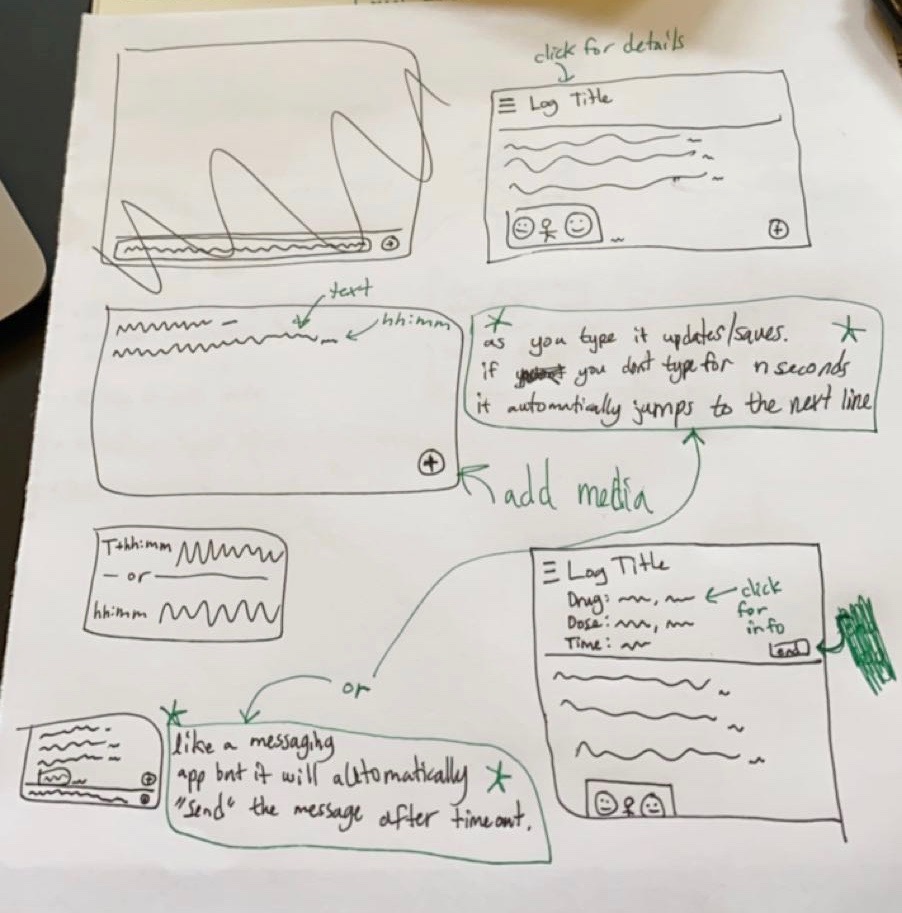 click for details
Log Title
text
hh:mm
as you type it updates/saves.
if you dont type for n seconds
it automatically jumps to the next line
add media
T+hh:mm
or
hh:mm
Log Title
Drug:
Dose:
Time:
click
for
info
End
or
like a messaging
app but it will automatically
"send" the message after timeout.